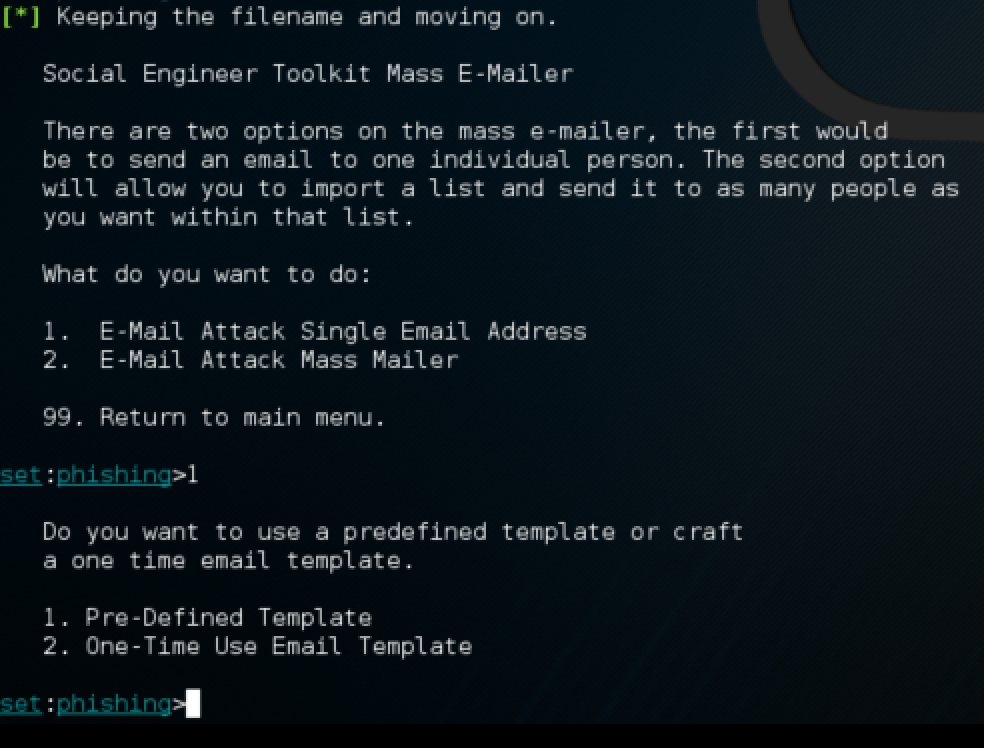 [*] Keeping the filename and moving on.
Social Engineer Toolkit Mass E-Mailer
There are two options on the mass e-mailer, the first would
be to send an email to one individual person. The second option
will allow you to import a list and send it to as many people as
you want within that list.
What do you want to do:
1. E-Mail Attack Single Email Address
2. E-Mail Attack Mass Mailer
99. Return to main menu.
set:phishing>1
Do you want to use a predefined template or craft
a one time email template.
1. Pre-Defined Template
2. One-Time Use Email Template
set:phishing>